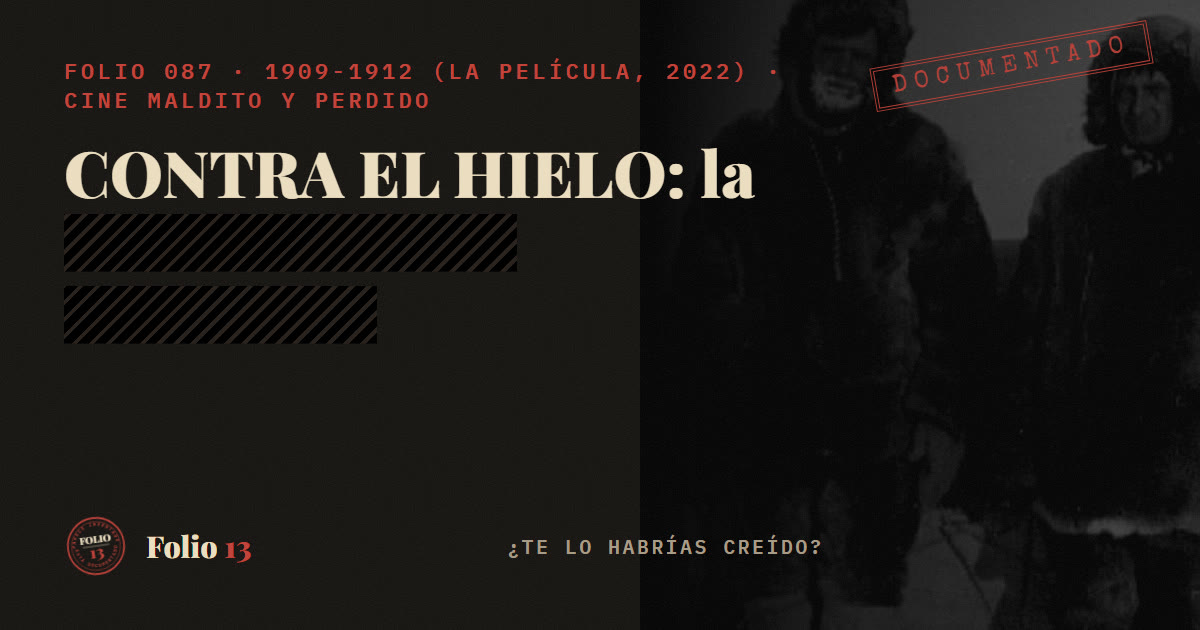 FOLIO 087 · 1909-1912 (LA PELÍCULA, 2022) ·
CINE MALDITO Y PERDIDO
DOCUMENTADO
CONTRA EL HIELO: la
FOLIO
13
Folio 13
¿TE LO HABRÍAS CREÍDO?